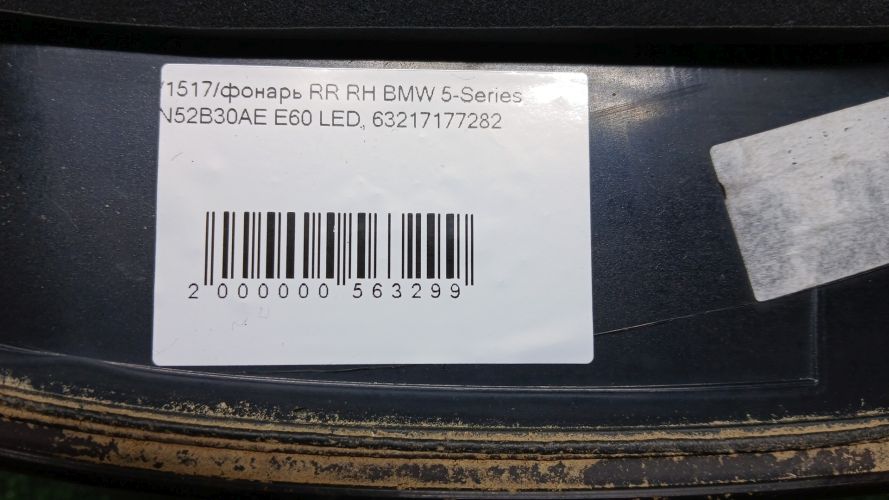 /1517/фонарь RR RH BMW 5-Series
N52B30AE E60 LED, 63217177282
2 000000 563299